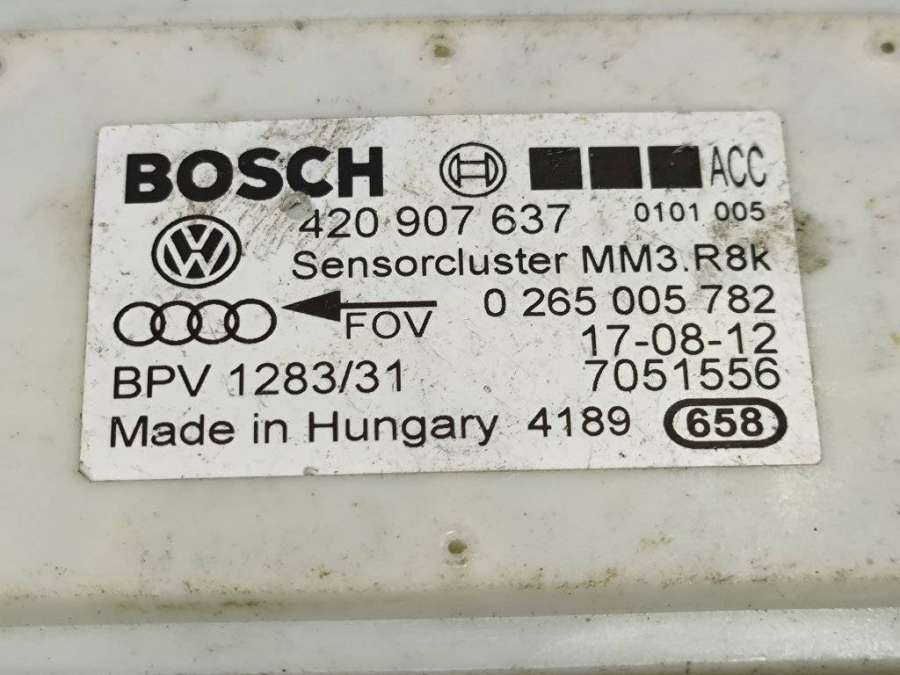 BOSCH ACC
420 907 637 0101 005
Sensorcluster MM3.R8k
FOV 0 265 005 782
17-08-12
BPV 1283/31 7051556
Made in Hungary 4189 658